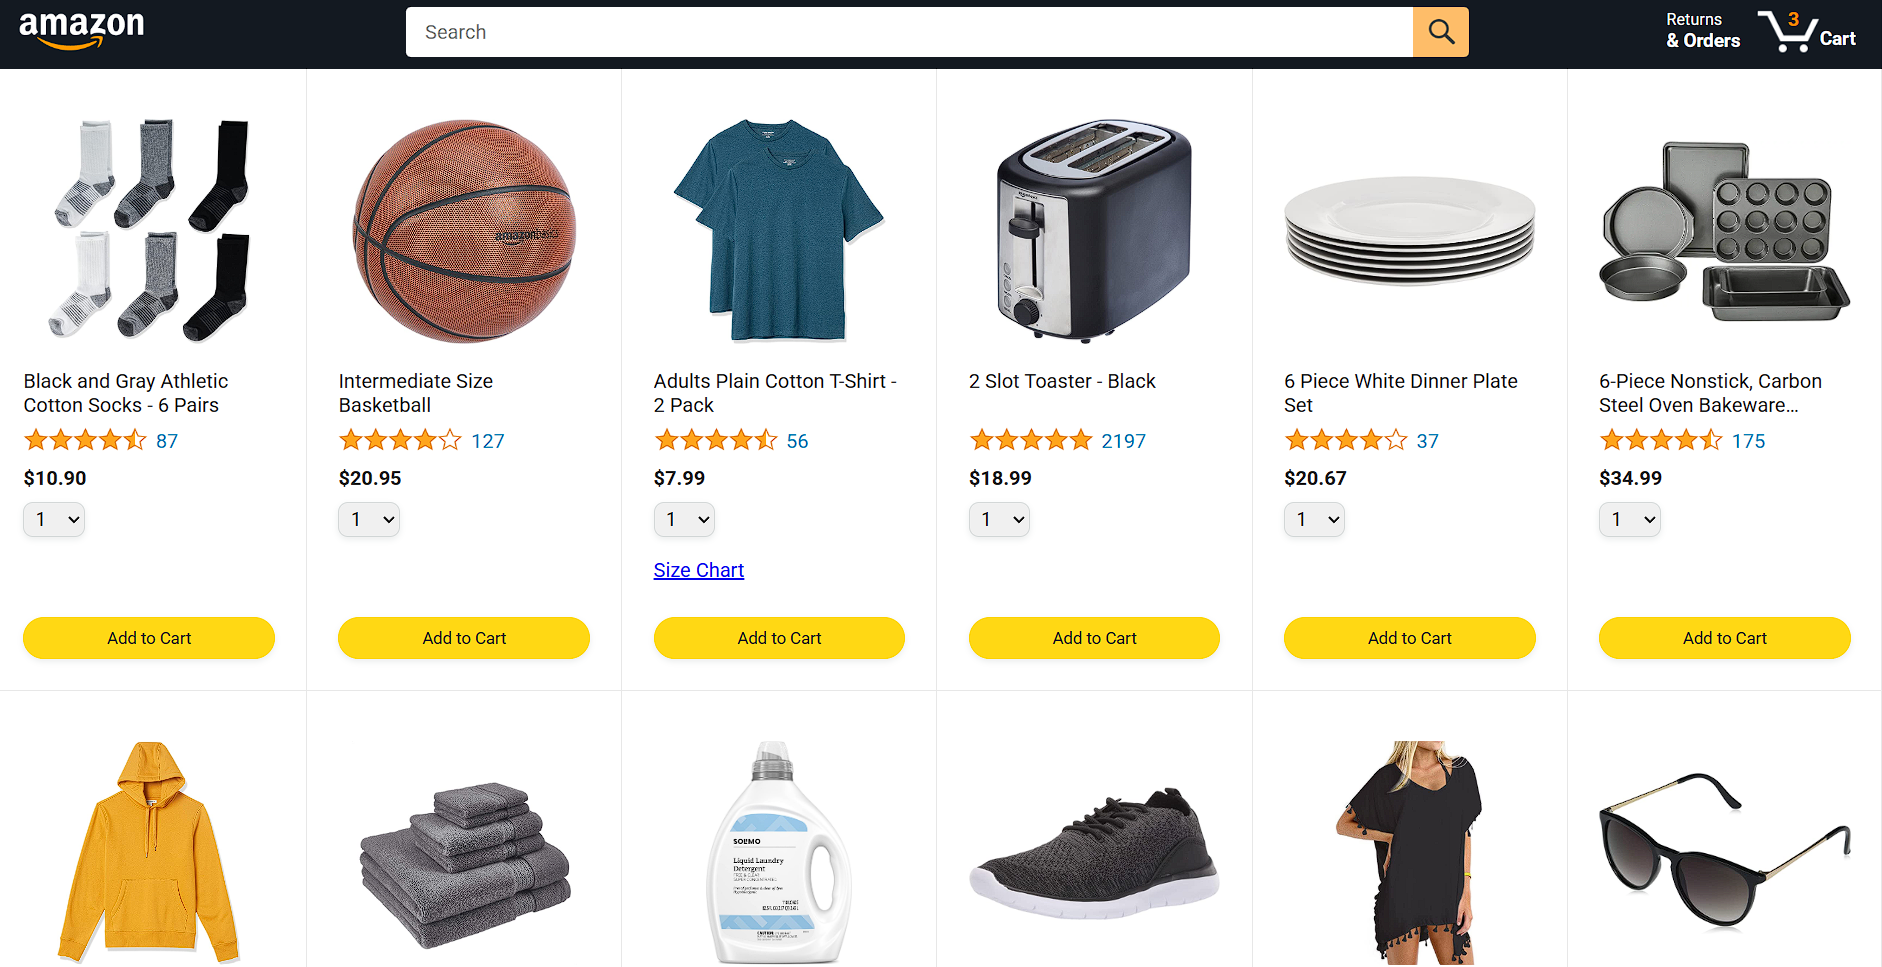 amazon
Search
Returns
& Orders
3
Cart
amazon
Black and Gray Athletic
Cotton Socks - 6 Pairs
87
$10.90
1
Add to Cart
Intermediate Size
Basketball
127
$20.95
1
Add to Cart
Adults Plain Cotton T-Shirt -
2 Pack
56
$7.99
1
Size Chart
Add to Cart
2 Slot Toaster - Black
2197
$18.99
1
Add to Cart
6 Piece White Dinner Plate
Set
37
$20.67
1
Add to Cart
6-Piece Nonstick, Carbon
Steel Oven Bakeware...
175
$34.99
1
Add to Cart
SOLIMO
Liquid Laundry
Detergent
FREE & CLEAR